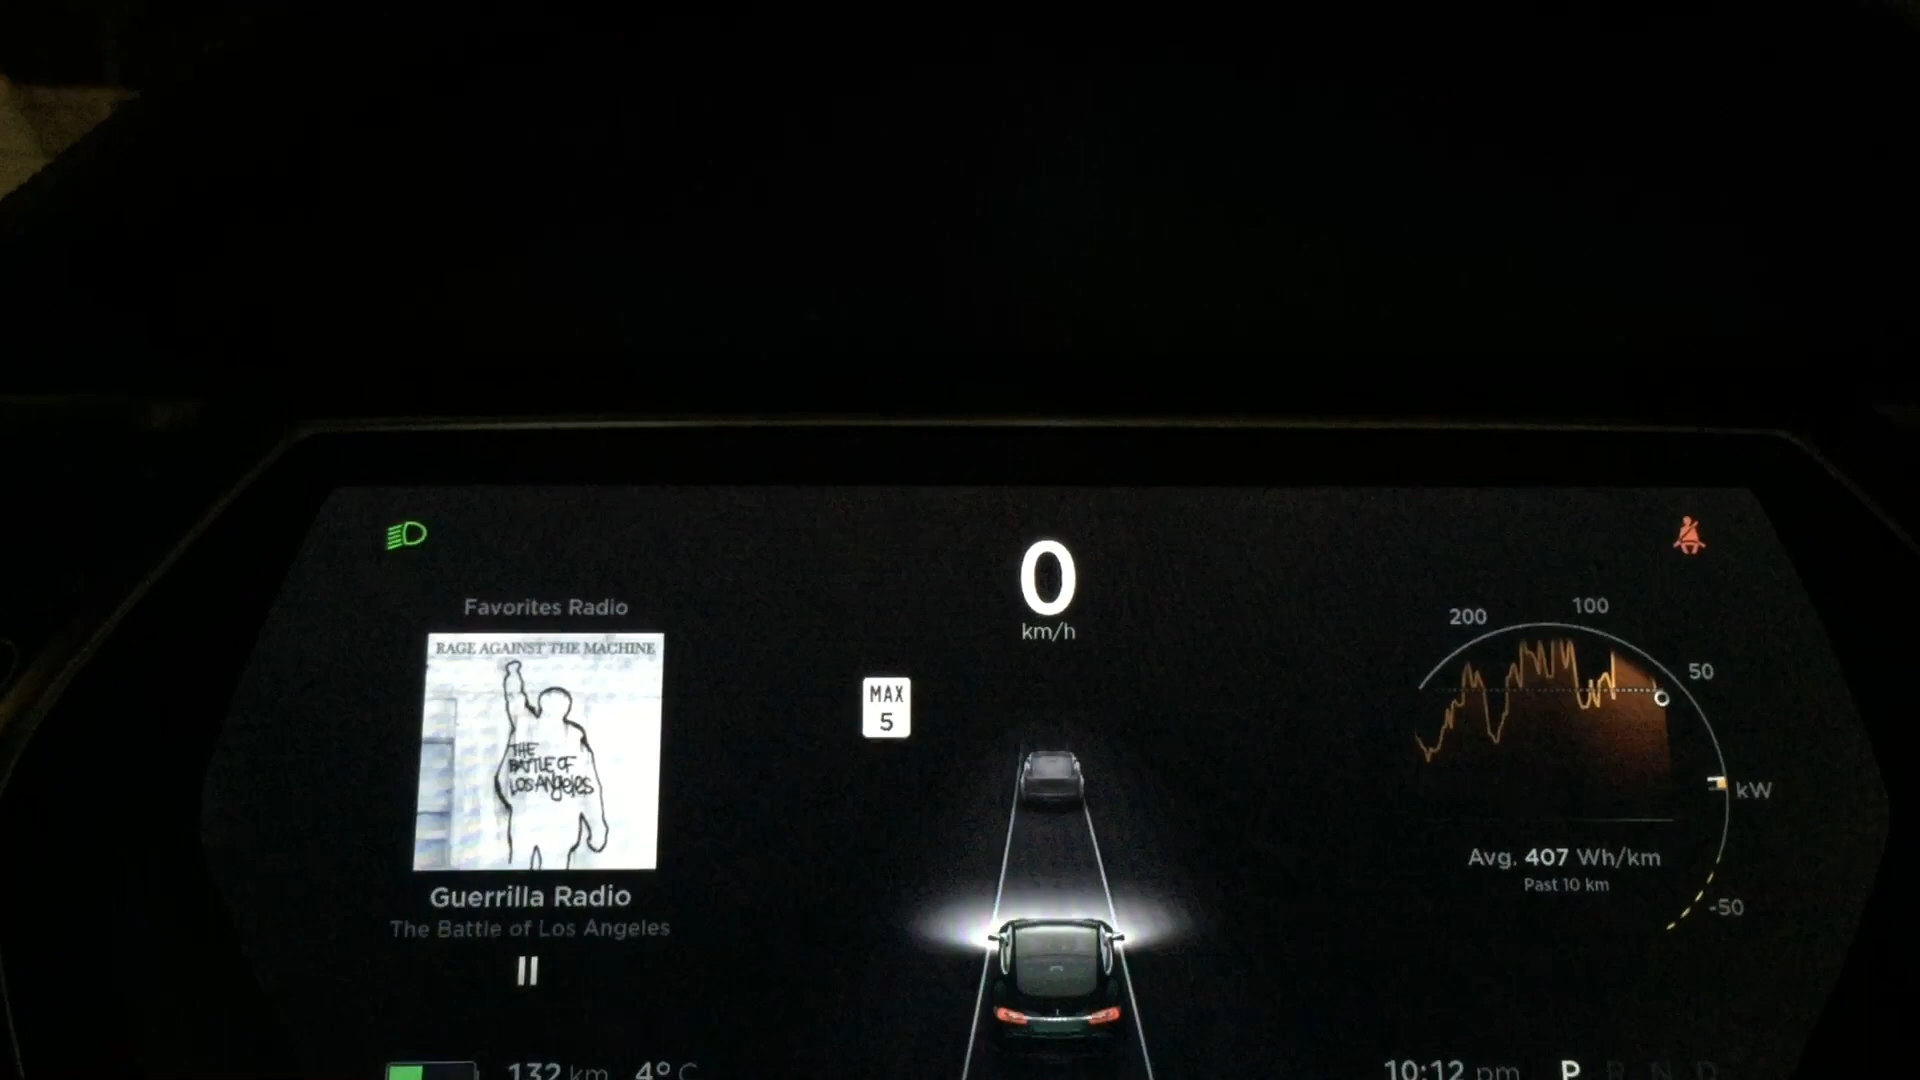 0
km/h
Favorites Radio
RAGE AGAINST THE MACHINE
THE
BATTLE OF
LOS ANGELES
Guerrilla Radio
The Battle of Los Angeles
MAX
5
200
100
50
kW
-50
Avg. 407 Wh/km
Past 10 km
132 km 4° C
10:12 pm P R N D